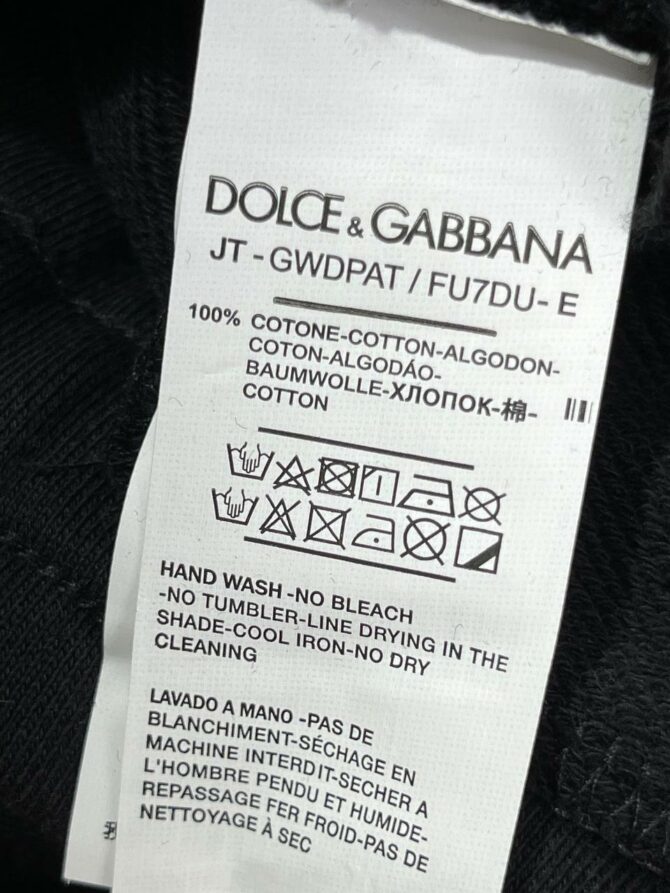 DOLCE & GABBANA
JT - GWDPAT / FU7DU - E
100% COTONE-COTTON-ALGODON-
COTON-ALGODÁO-
BAUMWOLLE-ХЛОПОК-棉-
COTTON
HAND WASH -NO BLEACH
-NO TUMBLER-LINE DRYING IN THE
SHADE-COOL IRON-NO DRY
CLEANING
LAVADO A MANO -PAS DE
BLANCHIMENT-SÉCHAGE EN
MACHINE INTERDIT-SECHER A
L'HOMBRE PENDU ET HUMIDE-
REPASSAGE FER FROID-PAS DE
NETTOYAGE À SEC